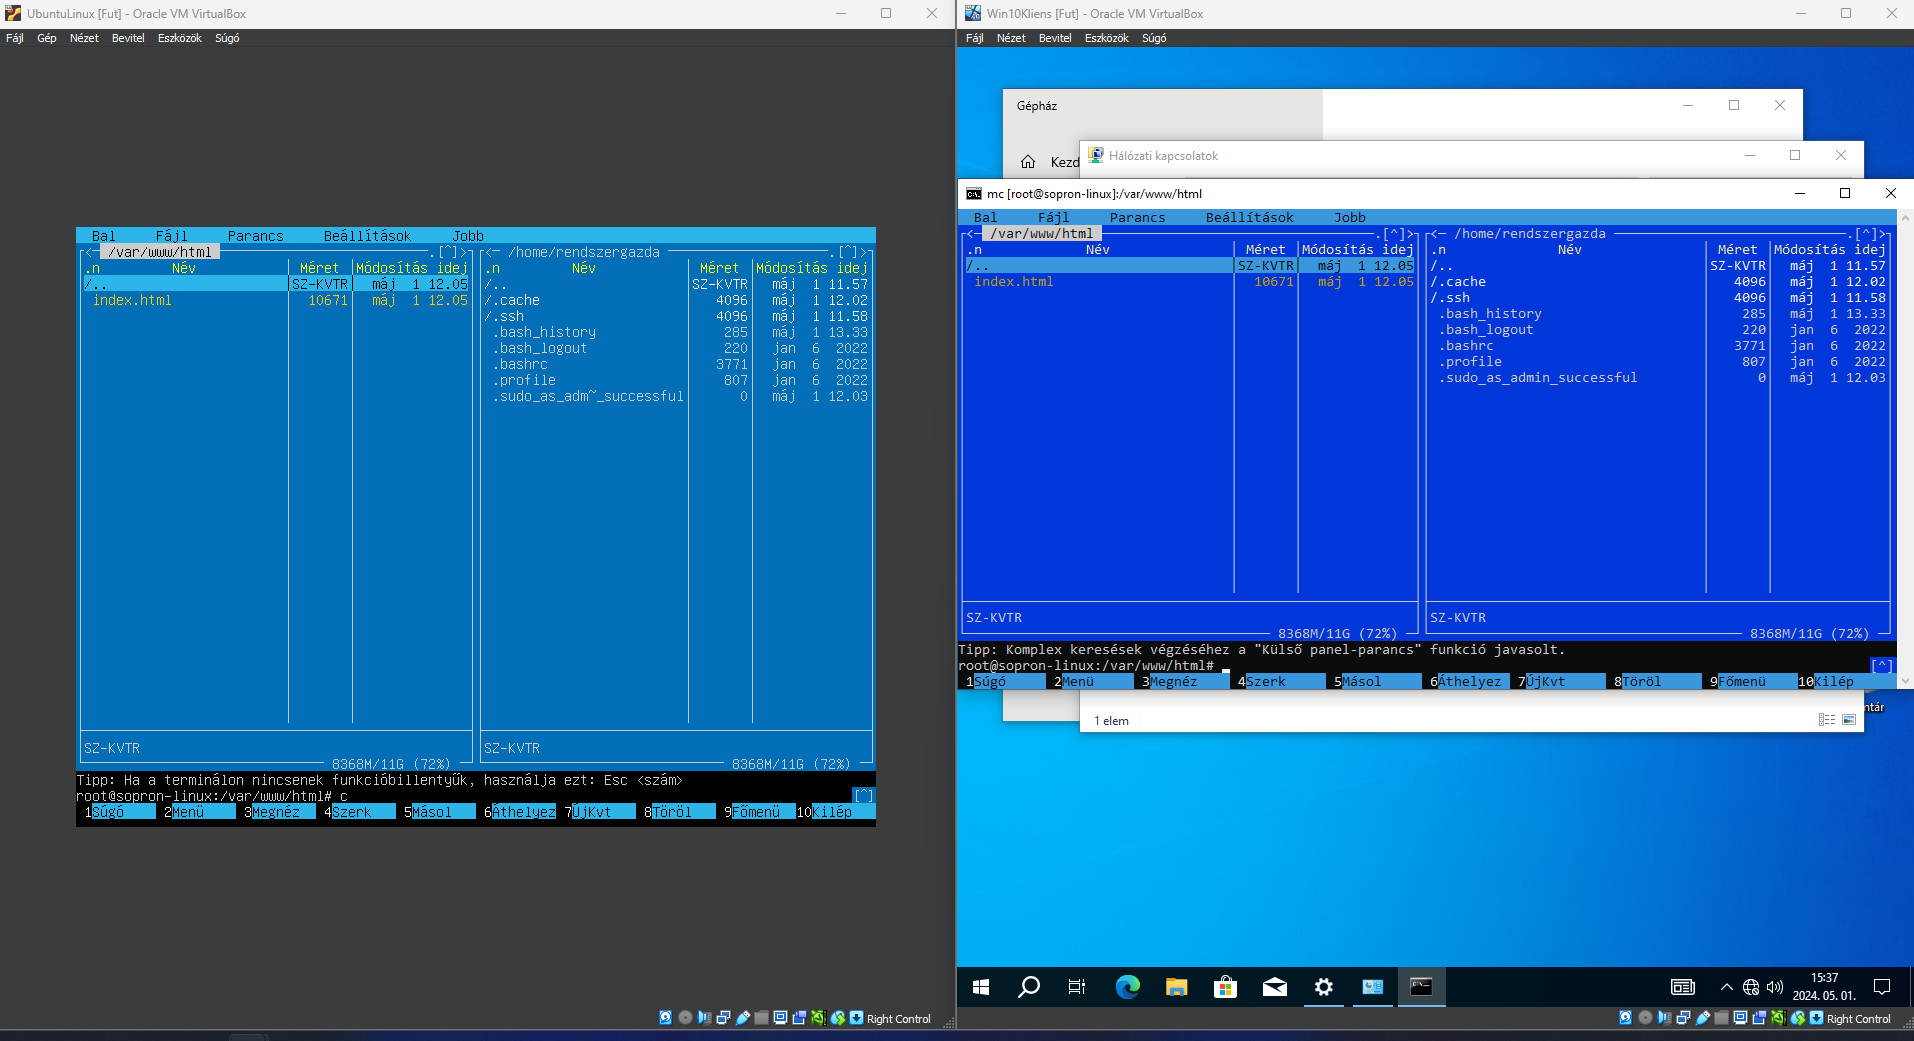 UbuntuLinux [Fut] - Oracle VM VirtualBox
Fájl Gép Nézet Bevitel Eszközök Súgó
Bal Fájl Parancs Beállítások Jobb
<─ /var/www/html .[^]>
.n Név Méret Módosítás idej
/.. SZ-KVTR máj 1 12.05
index.html 10671 máj 1 12.05
SZ-KVTR
8368M/11G (72%)
<─ /home/rendszergazda .[^]>
.n Név Méret Módosítás idej
/.. SZ-KVTR máj 1 11.57
/.cache 4096 máj 1 12.02
/.ssh 4096 máj 1 11.58
.bash_history 285 máj 1 13.33
.bash_logout 220 jan 6 2022
.bashrc 3771 jan 6 2022
.profile 807 jan 6 2022
.sudo_as_adm~_successful 0 máj 1 12.03
SZ-KVTR
8368M/11G (72%)
Tipp: Ha a terminálon nincsenek funkcióbillentyűk, használja ezt: Esc <szám>
root@sopron-linux:/var/www/html# c [^]
1Súgó 2Menü 3Megnéz 4Szerk 5Másol 6Áthelyez 7ÚjKvt 8Töröl 9Főmenü 10Kilép
Right Control
Win10Kliens [Fut] - Oracle VM VirtualBox
Fájl Nézet Bevitel Eszközök Súgó
Gépház
Kezd
Hálózati kapcsolatok
mc [root@sopron-linux]:/var/www/html
Bal Fájl Parancs Beállítások Jobb
<─ /var/www/html .[^]>
.n Név Méret Módosítás idej
/.. SZ-KVTR máj 1 12.05
index.html 10671 máj 1 12.05
SZ-KVTR
8368M/11G (72%)
<─ /home/rendszergazda .[^]>
.n Név Méret Módosítás idej
/.. SZ-KVTR máj 1 11.57
/.cache 4096 máj 1 12.02
/.ssh 4096 máj 1 11.58
.bash_history 285 máj 1 13.33
.bash_logout 220 jan 6 2022
.bashrc 3771 jan 6 2022
.profile 807 jan 6 2022
.sudo_as_admin_successful 0 máj 1 12.03
SZ-KVTR
8368M/11G (72%)
Tipp: Komplex keresések végzéséhez a "Külső panel-parancs" funkció javasolt.
root@sopron-linux:/var/www/html# [^]
1Súgó 2Menü 3Megnéz 4Szerk 5Másol 6Áthelyez 7ÚjKvt 8Töröl 9Főmenü 10Kilép
ntár
1 elem
15:37
2024. 05. 01.
Right Control